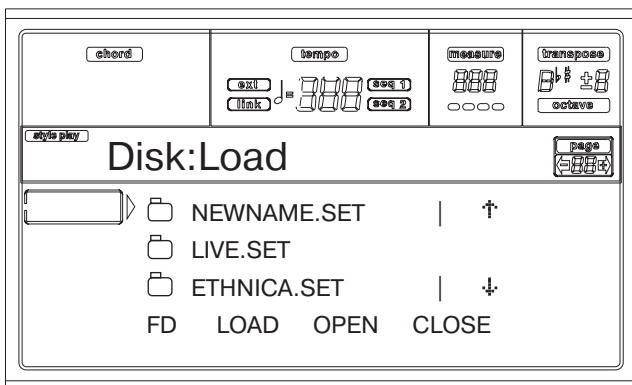 chord tempo measure transpose
ext seq 1
link seq 2
octave
style play
Disk:Load
page
NEWNAME.SET | ↑
LIVE.SET
ETHNICA.SET | ↓
FD LOAD OPEN CLOSE